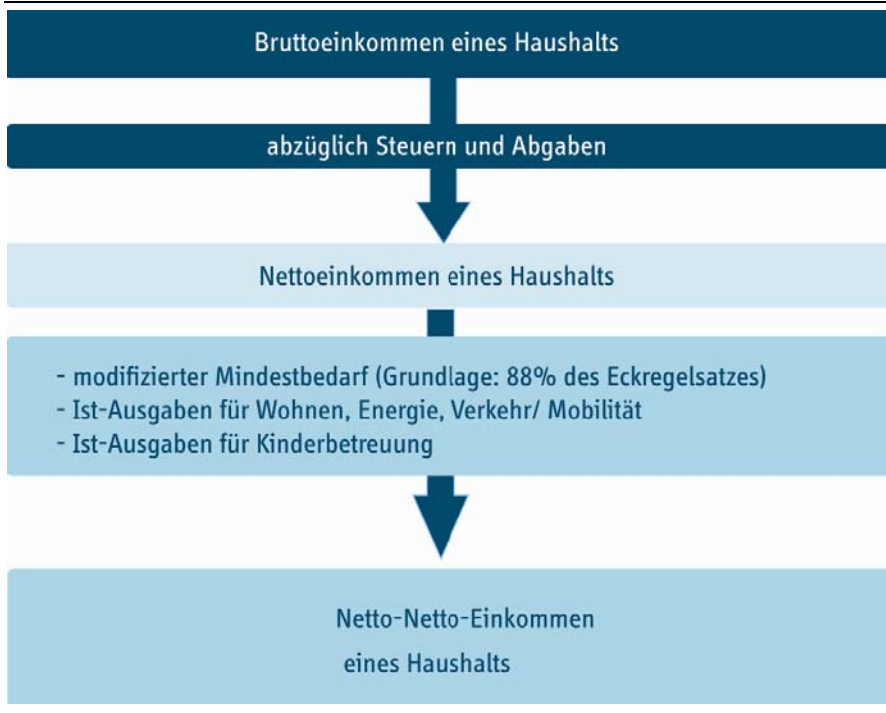 Bruttoeinkommen eines Haushalts
abzüglich Steuern und Abgaben
Nettoeinkommen eines Haushalts
- modifizierter Mindestbedarf (Grundlage: 88% des Eckregelsatzes)
- Ist-Ausgaben für Wohnen, Energie, Verkehr/ Mobilität
- Ist-Ausgaben für Kinderbetreuung
Netto-Netto-Einkommen
eines Haushalts